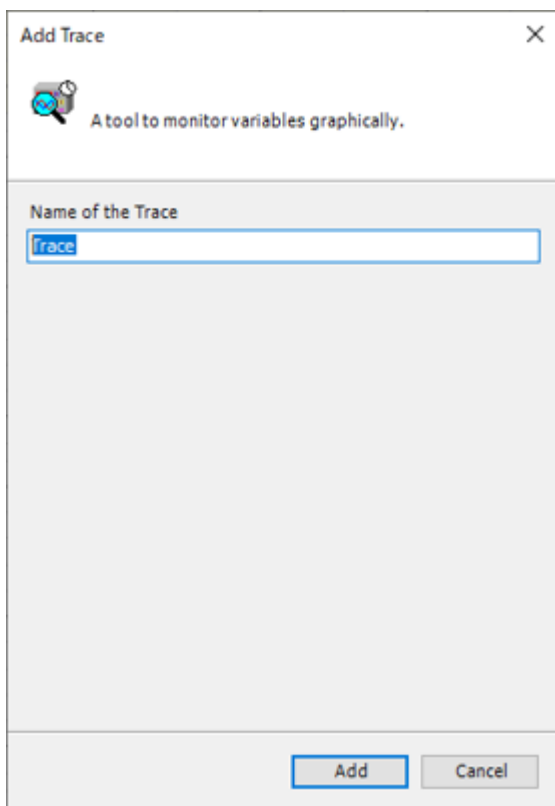 Add Trace
A tool to monitor variables graphically.
Name of the Trace
Trace
Add
Cancel